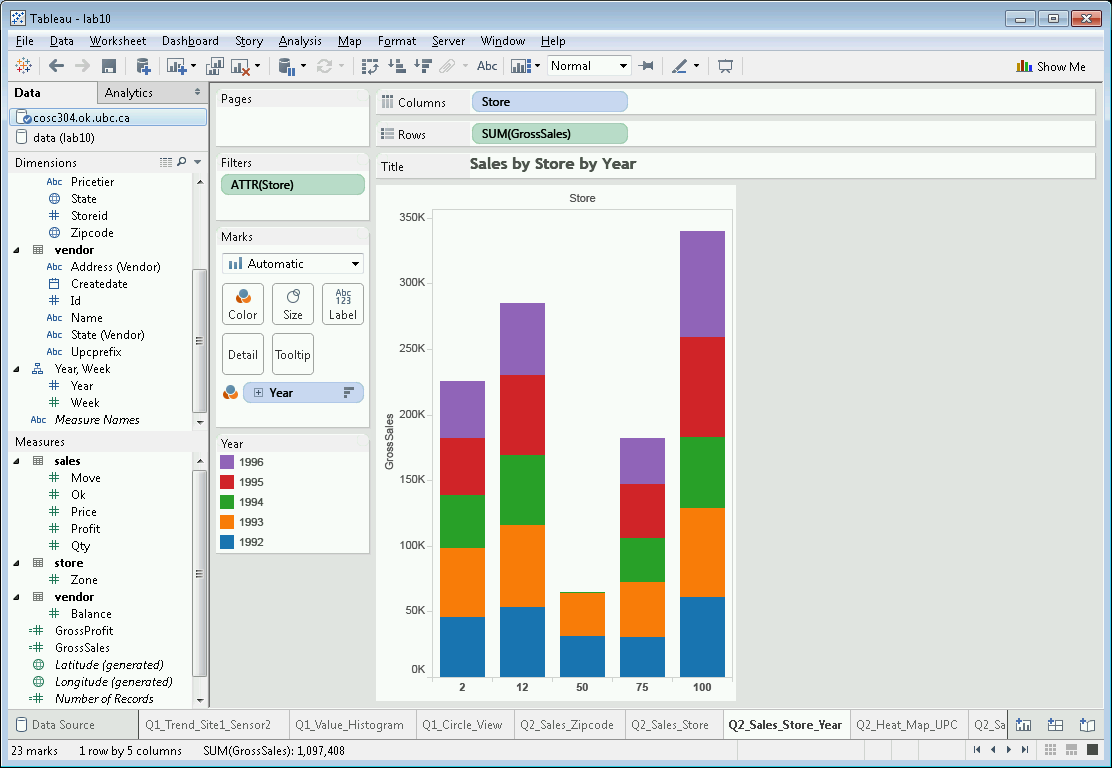 Tableau - lab10
File Data Worksheet Dashboard Story Analysis Map Format Server Window Help
Abc Normal Show Me
Data Analytics
cosc304.ok.ubc.ca
data (lab10)
Dimensions
Abc Pricetier
State
# Storeid
Zipcode
vendor
Abc Address (Vendor)
Createdate
# Id
Abc Name
Abc State (Vendor)
Abc Upcprefix
Year, Week
# Year
# Week
Abc Measure Names
Measures
sales
# Move
# Ok
# Price
# Profit
# Qty
store
# Zone
vendor
# Balance
=# GrossProfit
=# GrossSales
Latitude (generated)
Longitude (generated)
=# Number of Records
Pages
Filters
ATTR(Store)
Marks
Automatic
Color Size Abc 123 Label
Detail Tooltip
Year
Year
1996
1995
1994
1993
1992
Columns Store
Rows SUM(GrossSales)
Title Sales by Store by Year
Store
350K
300K
250K
200K
150K
100K
50K
0K
GrossSales
2 12 50 75 100
Data Source Q1_Trend_Site1_Sensor2 Q1_Value_Histogram Q1_Circle_View Q2_Sales_Zipcode Q2_Sales_Store Q2_Sales_Store_Year Q2_Heat_Map_UPC Q2_Sa
23 marks 1 row by 5 columns SUM(GrossSales): 1,097,408